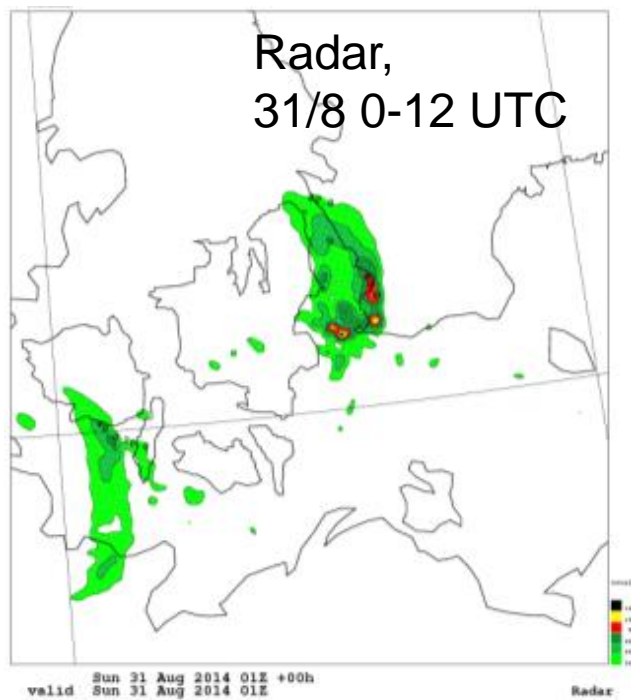 Radar,
31/8 0-12 UTC
Sun 31 Aug 2014 01Z +00h
valid Sun 31 Aug 2014 01Z
Radar